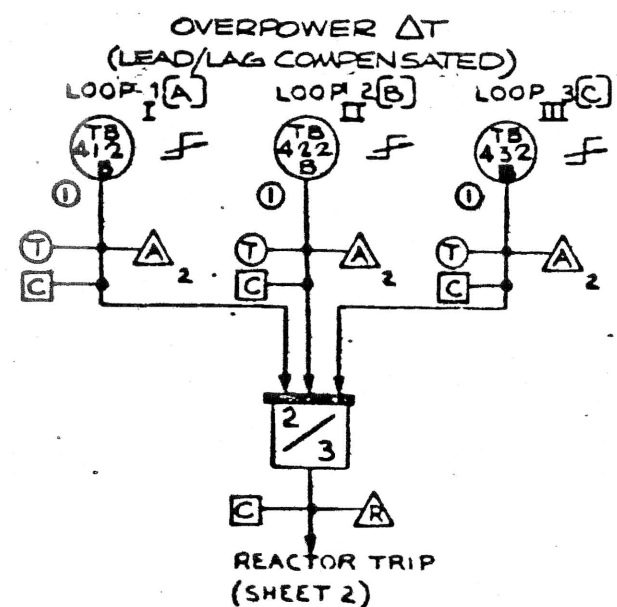 OVERPOWER ΔT
(LEAD/LAG COMPENSATED)
LOOP 1 [A] LOOP 2 [B] LOOP 3 [C]
I II III
TB 412 B TB 422 B TB 432 B
1 1 1
T A 2 T A 2 T A 2
C C C
2/3
C R
REACTOR TRIP
(SHEET 2)